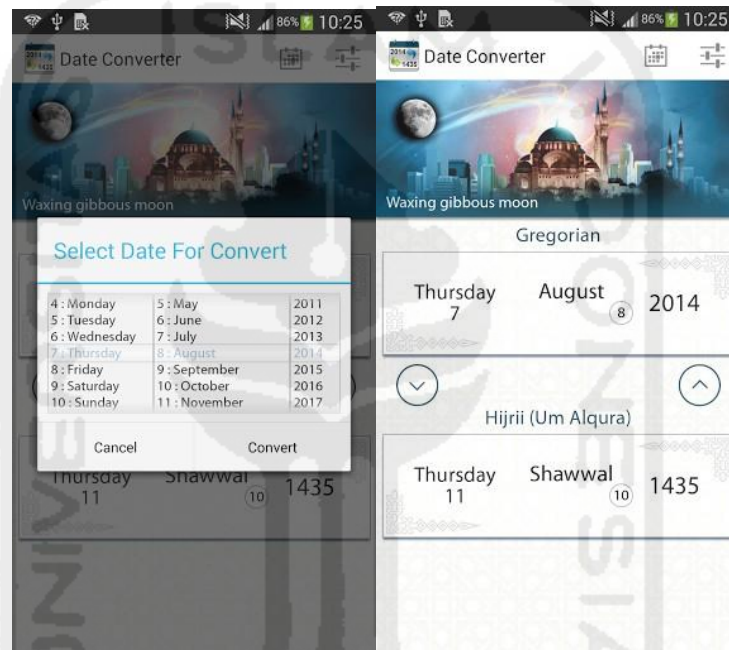 86% 10:25
Date Converter
Waxing gibbous moon
Select Date For Convert
4 : Monday 5 : May 2011
5 : Tuesday 6 : June 2012
6 : Wednesday 7 : July 2013
7 : Thursday 8 : August 2014
8 : Friday 9 : September 2015
9 : Saturday 10 : October 2016
10 : Sunday 11 : November 2017
Cancel Convert
Thursday Shawwal 1435
11 10
86% 10:25
2014
1435
Date Converter
Waxing gibbous moon
Gregorian
Thursday August 2014
7 8
Hijrii (Um Alqura)
Thursday Shawwal 1435
11 10
ISLAM
INDONESIA